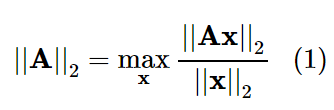 ||𝐀||₂ = max_𝐱 ||𝐀𝐱||₂ / ||𝐱||₂ (1)